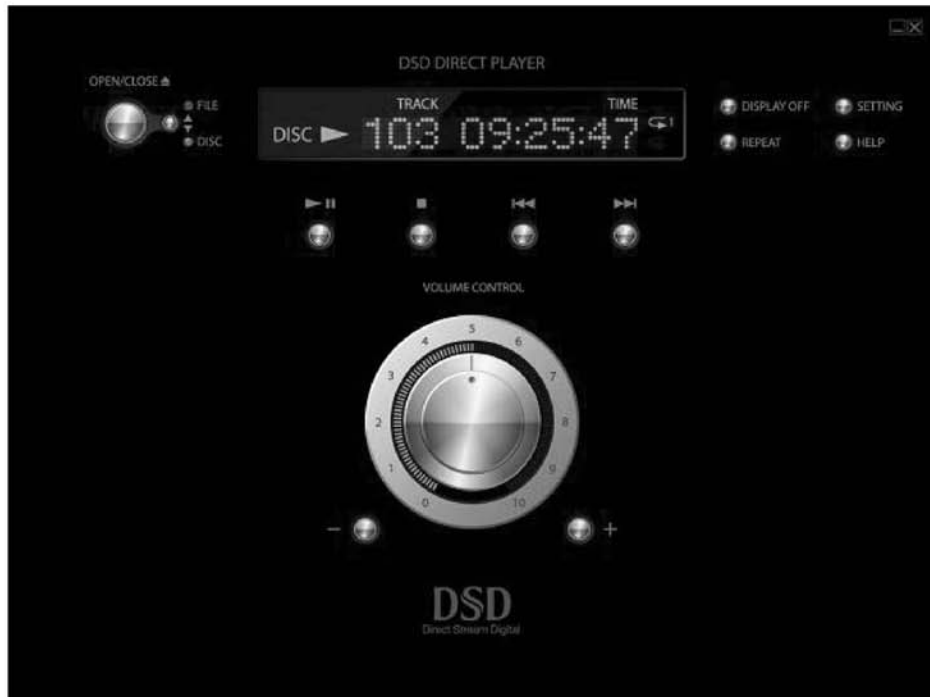 DSD DIRECT PLAYER
OPEN/CLOSE
FILE
DISC
TRACK
TIME
DISC 103 09:25:47 1
DISPLAY OFF
SETTING
REPEAT
HELP
VOLUME CONTROL
5
4
6
3
7
2
8
1
9
0
10
- +
DSD
Direct Stream Digital